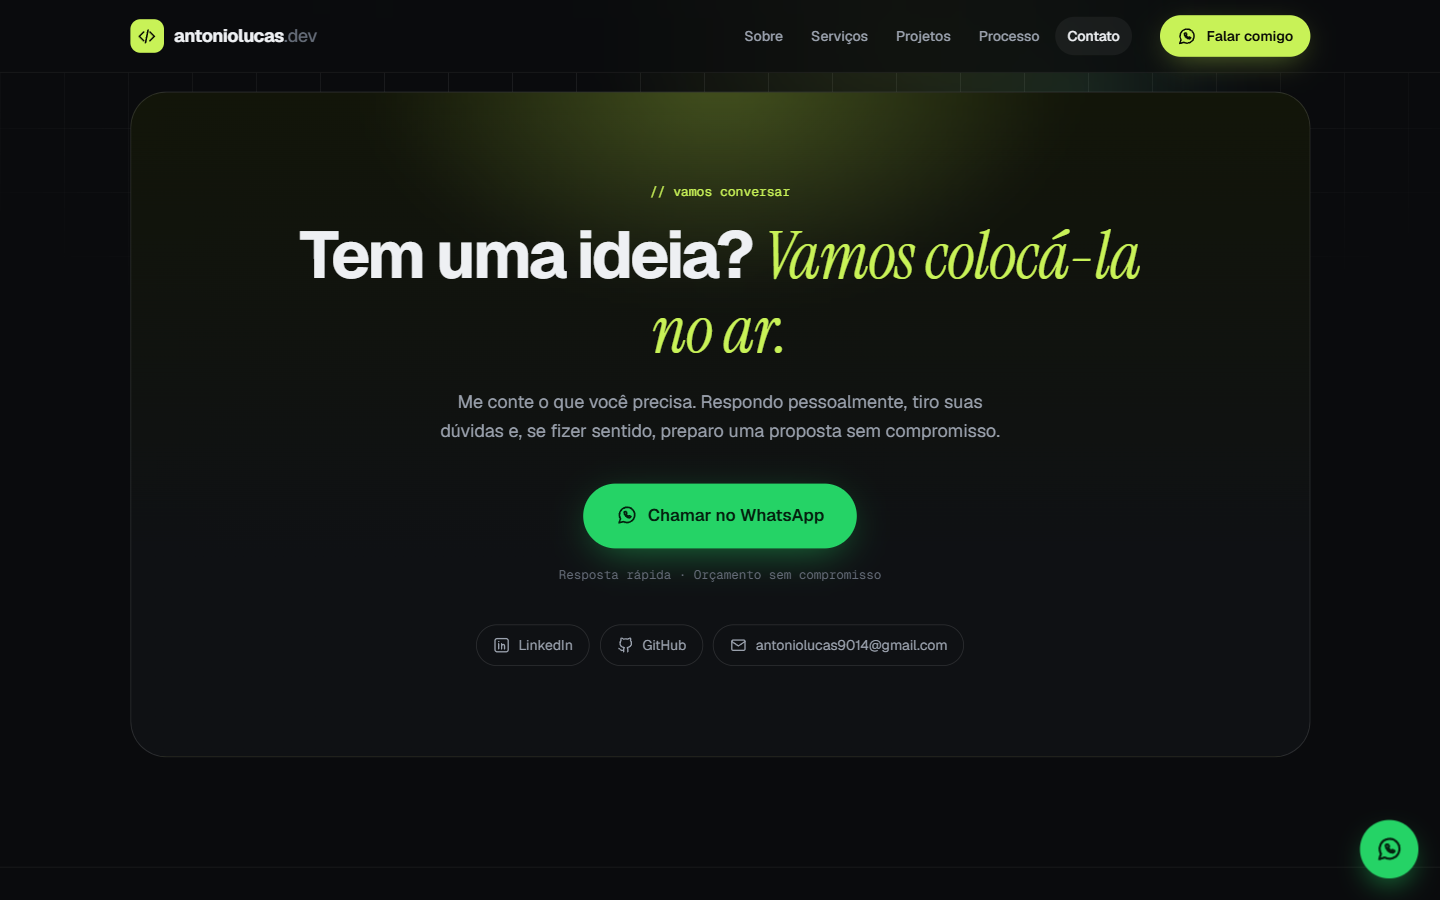 antoniolucas.dev
Sobre
Serviços
Projetos
Processo
Contato
Falar comigo
// vamos conversar
Tem uma ideia? Vamos colocá-la
no ar.
Me conte o que você precisa. Respondo pessoalmente, tiro suas
dúvidas e, se fizer sentido, preparo uma proposta sem compromisso.
Chamar no WhatsApp
Resposta rápida · Orçamento sem compromisso
LinkedIn
GitHub
antoniolucas9014@gmail.com